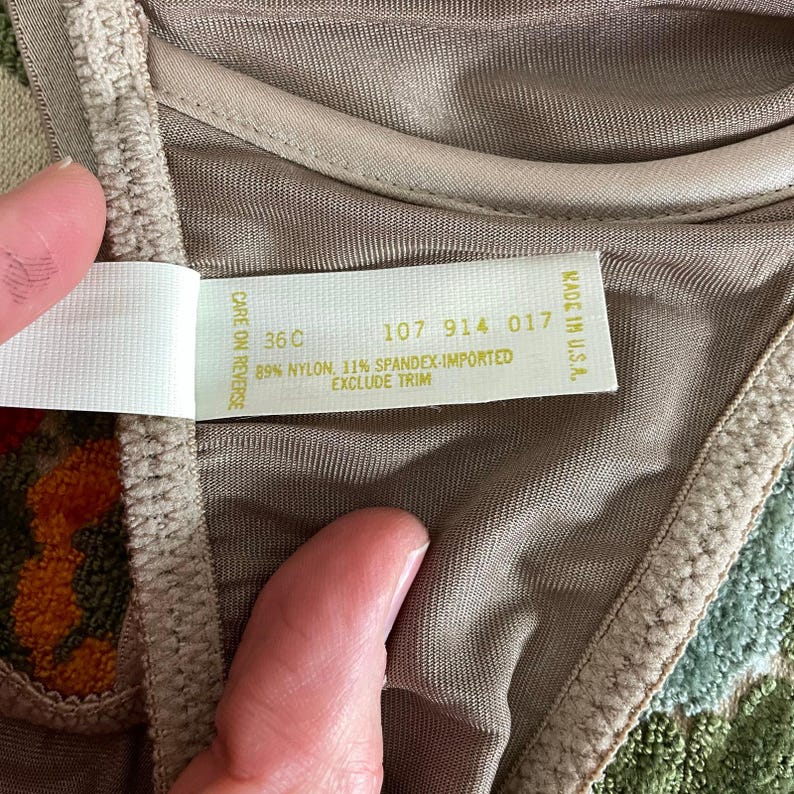 CARE ON REVERSE
36C 107 914 017
89% NYLON, 11% SPANDEX-IMPORTED
EXCLUDE TRIM
MADE IN U.S.A.